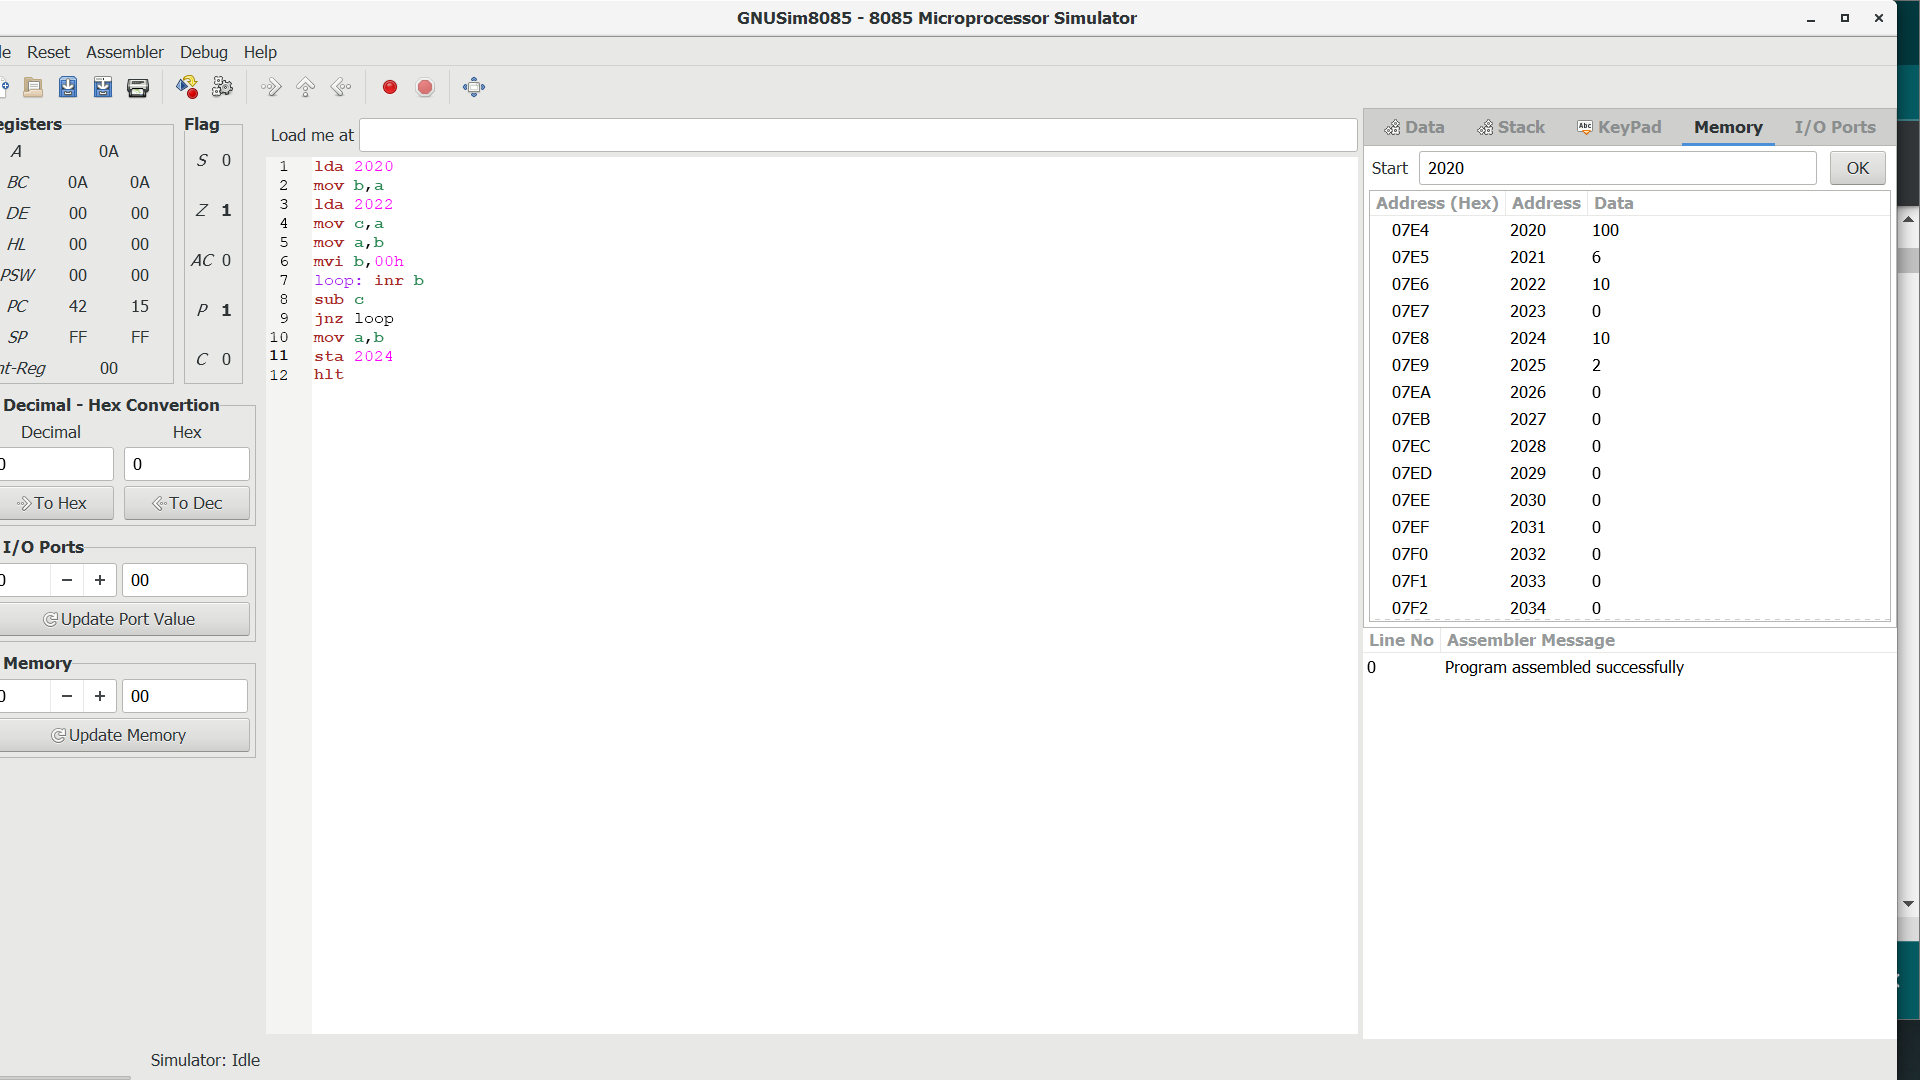 GNUSim8085 - 8085 Microprocessor Simulator
le Reset Assembler Debug Help
egisters
A 0A
BC 0A 0A
DE 00 00
HL 00 00
PSW 00 00
PC 42 15
SP FF FF
nt-Reg 00
Flag
S 0
Z 1
AC 0
P 1
C 0
Decimal - Hex Convertion
Decimal Hex
0 0
To Hex To Dec
I/O Ports
0 − + 00
Update Port Value
Memory
0 − + 00
Update Memory
Load me at
1 lda 2020
2 mov b,a
3 lda 2022
4 mov c,a
5 mov a,b
6 mvi b,00h
7 loop: inr b
8 sub c
9 jnz loop
10 mov a,b
11 sta 2024
12 hlt
Data Stack Abc KeyPad Memory I/O Ports
Start 2020 OK
Address (Hex) Address Data
07E4 2020 100
07E5 2021 6
07E6 2022 10
07E7 2023 0
07E8 2024 10
07E9 2025 2
07EA 2026 0
07EB 2027 0
07EC 2028 0
07ED 2029 0
07EE 2030 0
07EF 2031 0
07F0 2032 0
07F1 2033 0
07F2 2034 0
Line No Assembler Message
0 Program assembled successfully
Simulator: Idle